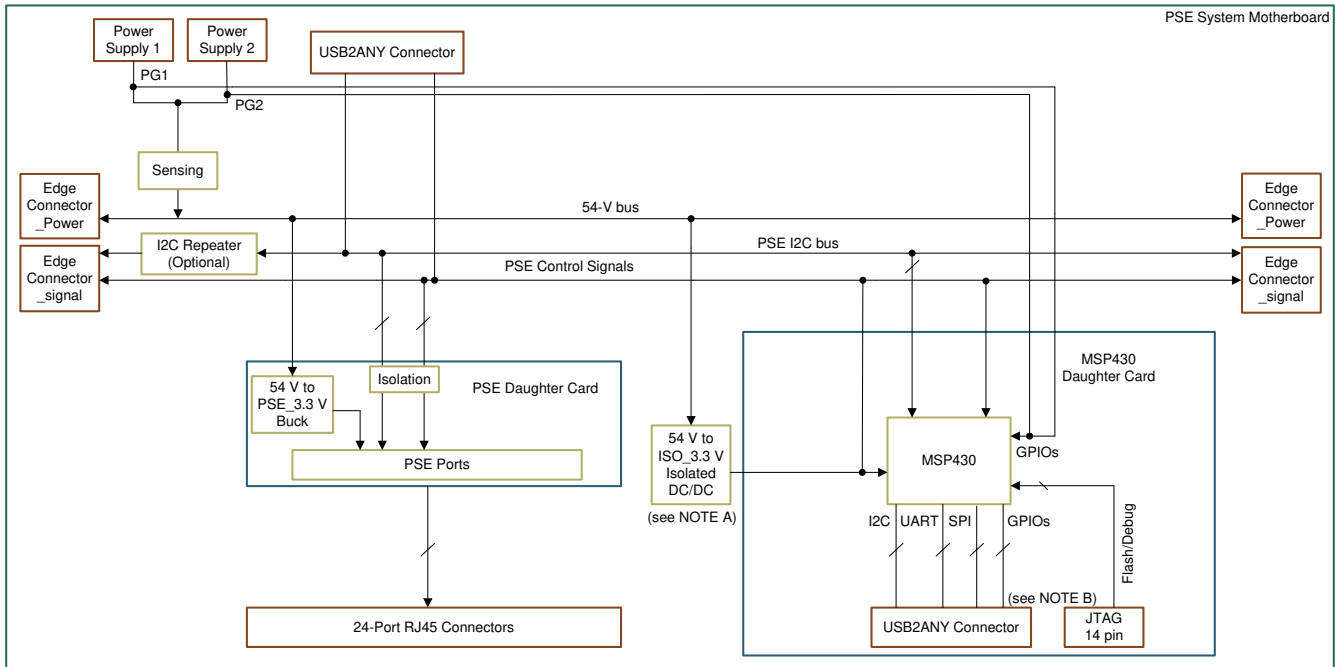 PSE System Motherboard
Power
Supply 1
Power
Supply 2
USB2ANY Connector
PG1
PG2
Sensing
Edge
Connector
_Power
54-V bus
Edge
Connector
_Power
I2C Repeater
(Optional)
PSE I2C bus
Edge
Connector
_signal
PSE Control Signals
Edge
Connector
_signal
54 V to
PSE_3.3 V
Buck
Isolation
PSE Daughter Card
PSE Ports
24-Port RJ45 Connectors
54 V to
ISO_3.3 V
Isolated
DC/DC
(see NOTE A)
MSP430
Daughter Card
MSP430
GPIOs
I2C
UART
SPI
GPIOs
Flash/Debug
(see NOTE B)
USB2ANY Connector
JTAG
14 pin